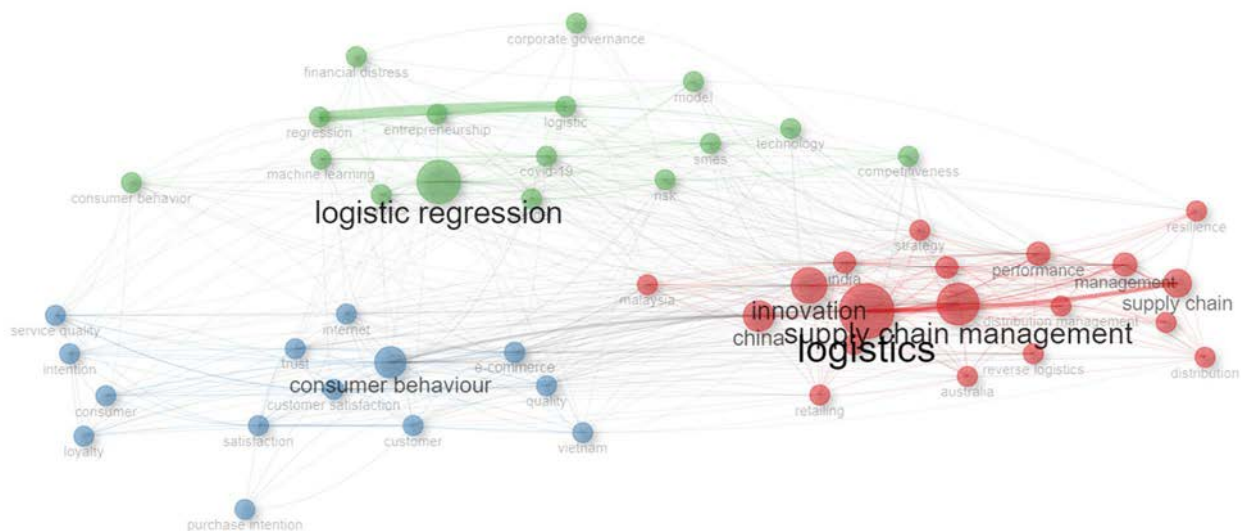 corporate governance
financial distress
model
logistic
regression
entrepreneurship
technology
smes
covid-19
machine learning
competitiveness
consumer behavior
risk
logistic regression
resilience
strategy
performance
india
management
malaysia
supply chain
innovation
distribution management
service quality
internet
china
supply chain management
logistics
intention
trust
e-commerce
distribution
reverse logistics
consumer behaviour
australia
customer satisfaction
quality
consumer
retailing
loyalty
satisfaction
customer
vietnam
purchase intention